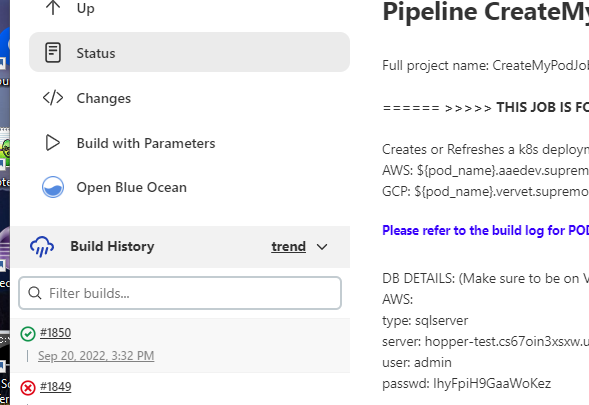 Up
Status
Changes
Build with Parameters
Open Blue Ocean
Build History trend
Filter builds...
#1850
Sep 20, 2022, 3:32 PM
#1849
Pipeline CreateMy
Full project name: CreateMyPodJo
====== >>>>> THIS JOB IS FO
Creates or Refreshes a k8s deploym
AWS: ${pod_name}.aaedev.suprem
GCP: ${pod_name}.vervet.supremo
Please refer to the build log for POD
DB DETAILS: (Make sure to be on V
AWS:
type: sqlserver
server: hopper-test.cs67oin3xsxw.u
user: admin
passwd: IhyFpiH9GaaWoKez